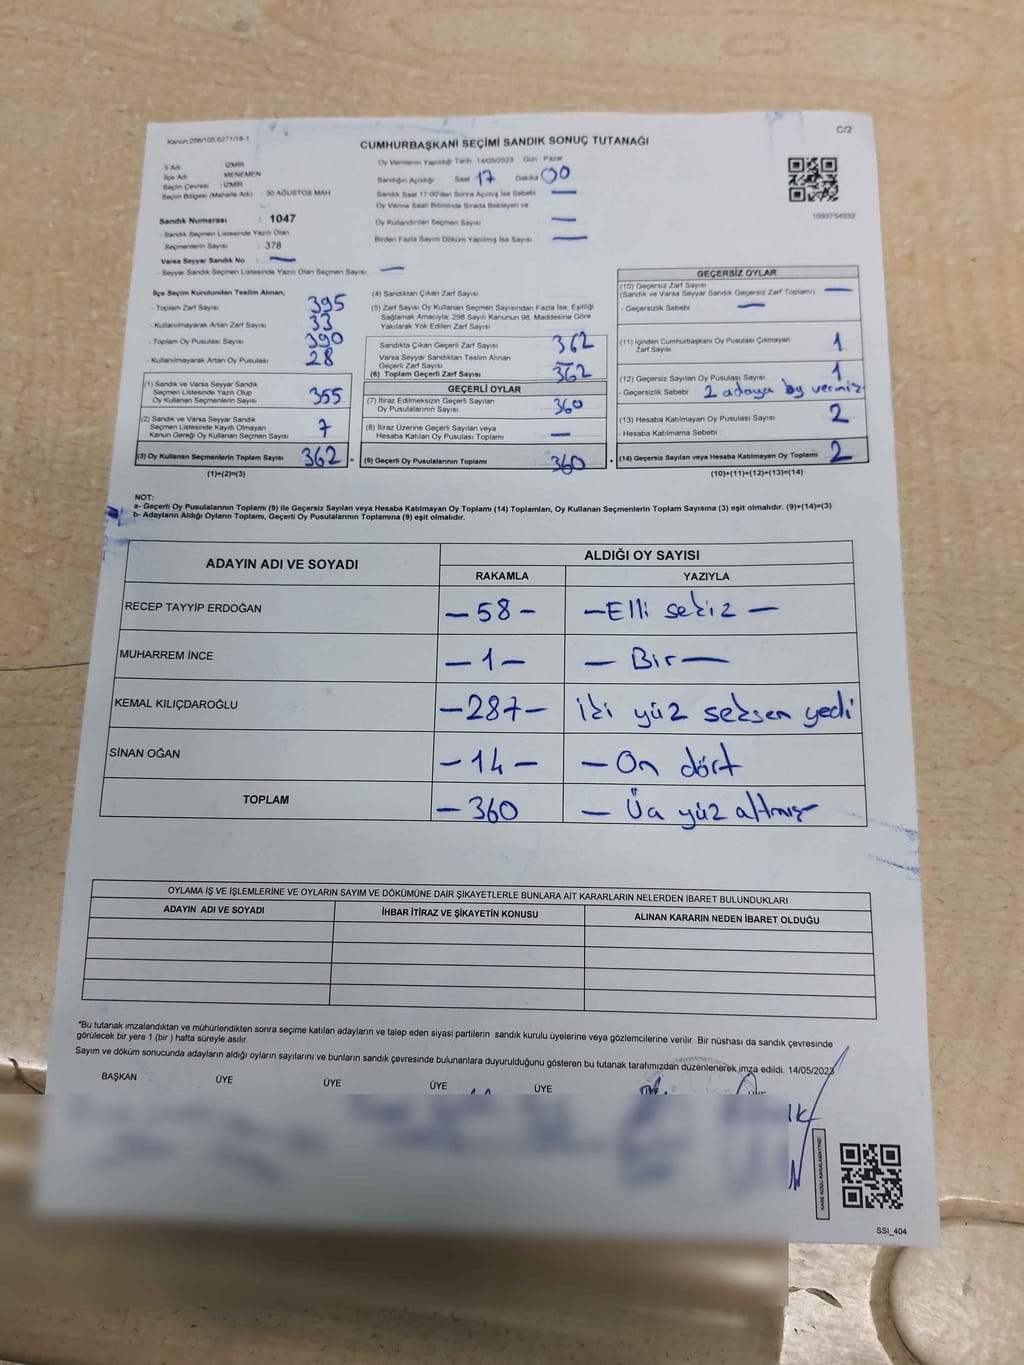 Kanun:298/105;6271/18-1
C/2
CUMHURBAŞKANI SEÇİMİ SANDIK SONUÇ TUTANAĞI
İl Adı : İZMİR
İlçe Adı : MENEMEN
Seçim Çevresi : İZMİR
Seçim Bölgesi (Mahalle Adı) : 30 AĞUSTOS MAH
Oy Vermenin Yapıldığı Tarih 14/05/2023 Gün : Pazar
Sandığın Açıldığı Saat 17 Dakika 00
Sandık Saat 17:00'den Sonra Açılmış İse Sebebi —
Oy Verme Saati Bitiminde Sırada Bekleyen ve
Oy Kullandırılan Seçmen Sayısı —
Birden Fazla Sayım Döküm Yapılmış İse Sayısı —
1093754332
Sandık Numarası : 1047
- Sandık Seçmen Listesinde Yazılı Olan
Seçmenlerin Sayısı : 378
Varsa Seyyar Sandık No : —
- Seyyar Sandık Seçmen Listesinde Yazılı Olan Seçmen Sayısı : —
İlçe Seçim Kurulundan Teslim Alınan;
- Toplam Zarf Sayısı 395
- Kullanılmayarak Artan Zarf Sayısı 33
- Toplam Oy Pusulası Sayısı 390
- Kullanılmayarak Artan Oy Pusulası 28
(1) Sandık ve Varsa Seyyar Sandık
Seçmen Listesinde Yazılı Olup
Oy Kullanan Seçmenlerin Sayısı 355
(2) Sandık ve Varsa Seyyar Sandık
Seçmen Listesinde Kayıtlı Olmayan
Kanun Gereği Oy Kullanan Seçmen Sayısı 7
(3) Oy Kullanan Seçmenlerin Toplam Sayısı 362 =
(1)+(2)=(3)
(4) Sandıktan Çıkan Zarf Sayısı
(5) Zarf Sayısı Oy Kullanan Seçmen Sayısından Fazla İse, Eşitliği
Sağlamak Amacıyla; 298 Sayılı Kanunun 98. Maddesine Göre
Yakılarak Yok Edilen Zarf Sayısı
Sandıkta Çıkan Geçerli Zarf Sayısı 362
Varsa Seyyar Sandıktan Teslim Alınan
Geçerli Zarf Sayısı —
(6) Toplam Geçerli Zarf Sayısı 362
GEÇERLİ OYLAR
(7) İtiraz Edilmeksizin Geçerli Sayılan
Oy Pusulalarının Sayısı : 360
(8) İtiraz Üzerine Geçerli Sayılan veya
Hesaba Katılan Oy Pusulası Toplamı : —
(9) Geçerli Oy Pusulalarının Toplamı : 360 +
GEÇERSİZ OYLAR
(10) Geçersiz Zarf Sayısı
(Sandık ve Varsa Seyyar Sandık Geçersiz Zarf Toplamı) : —
- Geçersizlik Sebebi : —
(11) İçinden Cumhurbaşkanı Oy Pusulası Çıkmayan
Zarf Sayısı 1
(12) Geçersiz Sayılan Oy Pusulası Sayısı : 1
- Geçersizlik Sebebi : 2 adaya oy vermiş
(13) Hesaba Katılmayan Oy Pusulası Sayısı : 2
- Hesaba Katılmama Sebebi :
(14) Geçersiz Sayılan veya Hesaba Katılmayan Oy Toplamı : 2
(10)+(11)+(12)+(13)=(14)
NOT:
a- Geçerli Oy Pusulalarının Toplamı (9) ile Geçersiz Sayılan veya Hesaba Katılmayan Oy Toplamı (14) Toplamları, Oy Kullanan Seçmenlerin Toplam Sayısına (3) eşit olmalıdır. (9)+(14)=(3)
b- Adayların Aldığı Oyların Toplamı, Geçerli Oy Pusulalarının Toplamına (9) eşit olmalıdır.
ADAYIN ADI VE SOYADI
ALDIĞI OY SAYISI
RAKAMLA YAZIYLA
RECEP TAYYİP ERDOĞAN — 58 — — Elli sekiz —
MUHARREM İNCE — 1 — — Bir —
KEMAL KILIÇDAROĞLU — 287 — iki yüz seksen yedi
SİNAN OĞAN — 14 — — On dört
TOPLAM — 360 — Üç yüz altmış
OYLAMA İŞ VE İŞLEMLERİNE VE OYLARIN SAYIM VE DÖKÜMÜNE DAİR ŞİKAYETLERLE BUNLARA AİT KARARLARIN NELERDEN İBARET BULUNDUKLARI
ADAYIN ADI VE SOYADI İHBAR İTİRAZ VE ŞİKAYETİN KONUSU ALINAN KARARIN NEDEN İBARET OLDUĞU
*Bu tutanak imzalandıktan ve mühürlendikten sonra seçime katılan adayların ve talep eden siyasi partilerin sandık kurulu üyelerine veya gözlemcilerine verilir. Bir nüshası da sandık çevresinde
görülecek bir yere 1 (bir ) hafta süreyle asılır.
Sayım ve döküm sonucunda adayların aldığı oyların sayılarını ve bunların sandık çevresinde bulunanlara duyurulduğunu gösteren bu tutanak tarafımızdan düzenlenerek imza edildi. 14/05/2023
BAŞKAN ÜYE ÜYE ÜYE ÜYE ÜYE ÜYE
KARE KODU KARALAMAYINIZ!
SSI_404